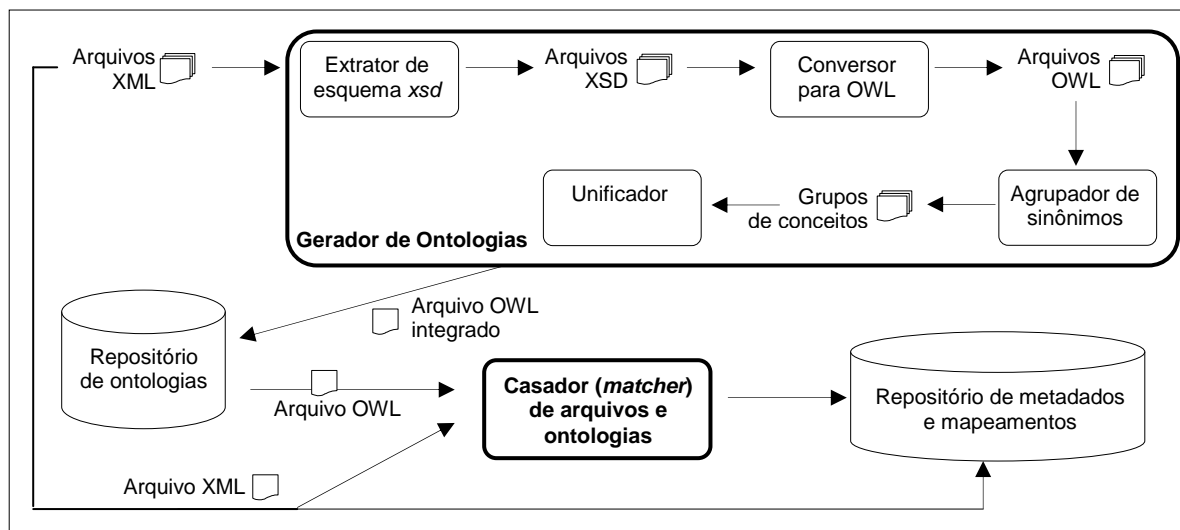 Arquivos
XML
Extrator de
esquema xsd
Arquivos
XSD
Conversor
para OWL
Arquivos
OWL
Unificador
Grupos
de conceitos
Agrupador de
sinônimos
Gerador de Ontologias
Arquivo OWL
integrado
Repositório
de ontologias
Arquivo OWL
Casador (matcher)
de arquivos e
ontologias
Repositório de metadados
e mapeamentos
Arquivo XML